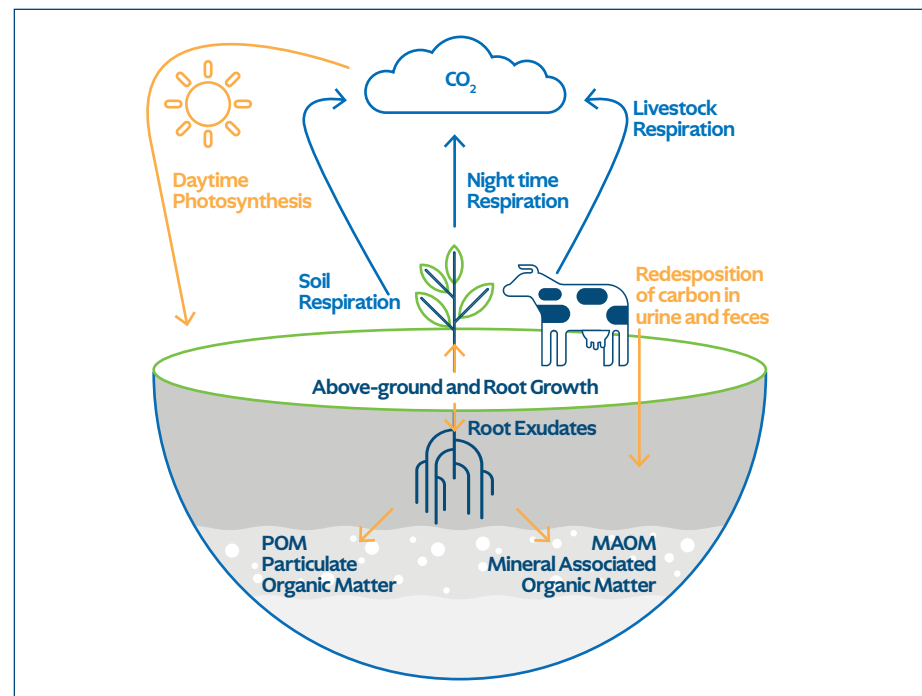 CO₂
Livestock
Respiration
Daytime
Photosynthesis
Night time
Respiration
Soil
Respiration
Redesposition
of carbon in
urine and feces
Above-ground and Root Growth
Root Exudates
POM
Particulate
Organic Matter
MAOM
Mineral Associated
Organic Matter